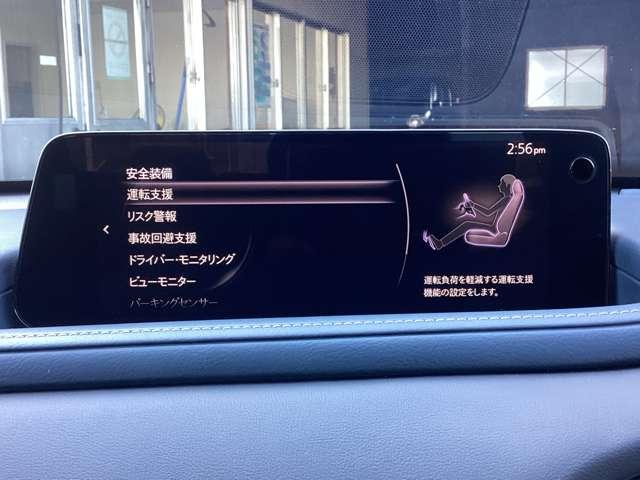 2:56pm
安全装備
運転支援
リスク警報
事故回避支援
ドライバー・モニタリング
ビューモニター
パーキングセンサー
運転負荷を軽減する運転支援
機能の設定をします。